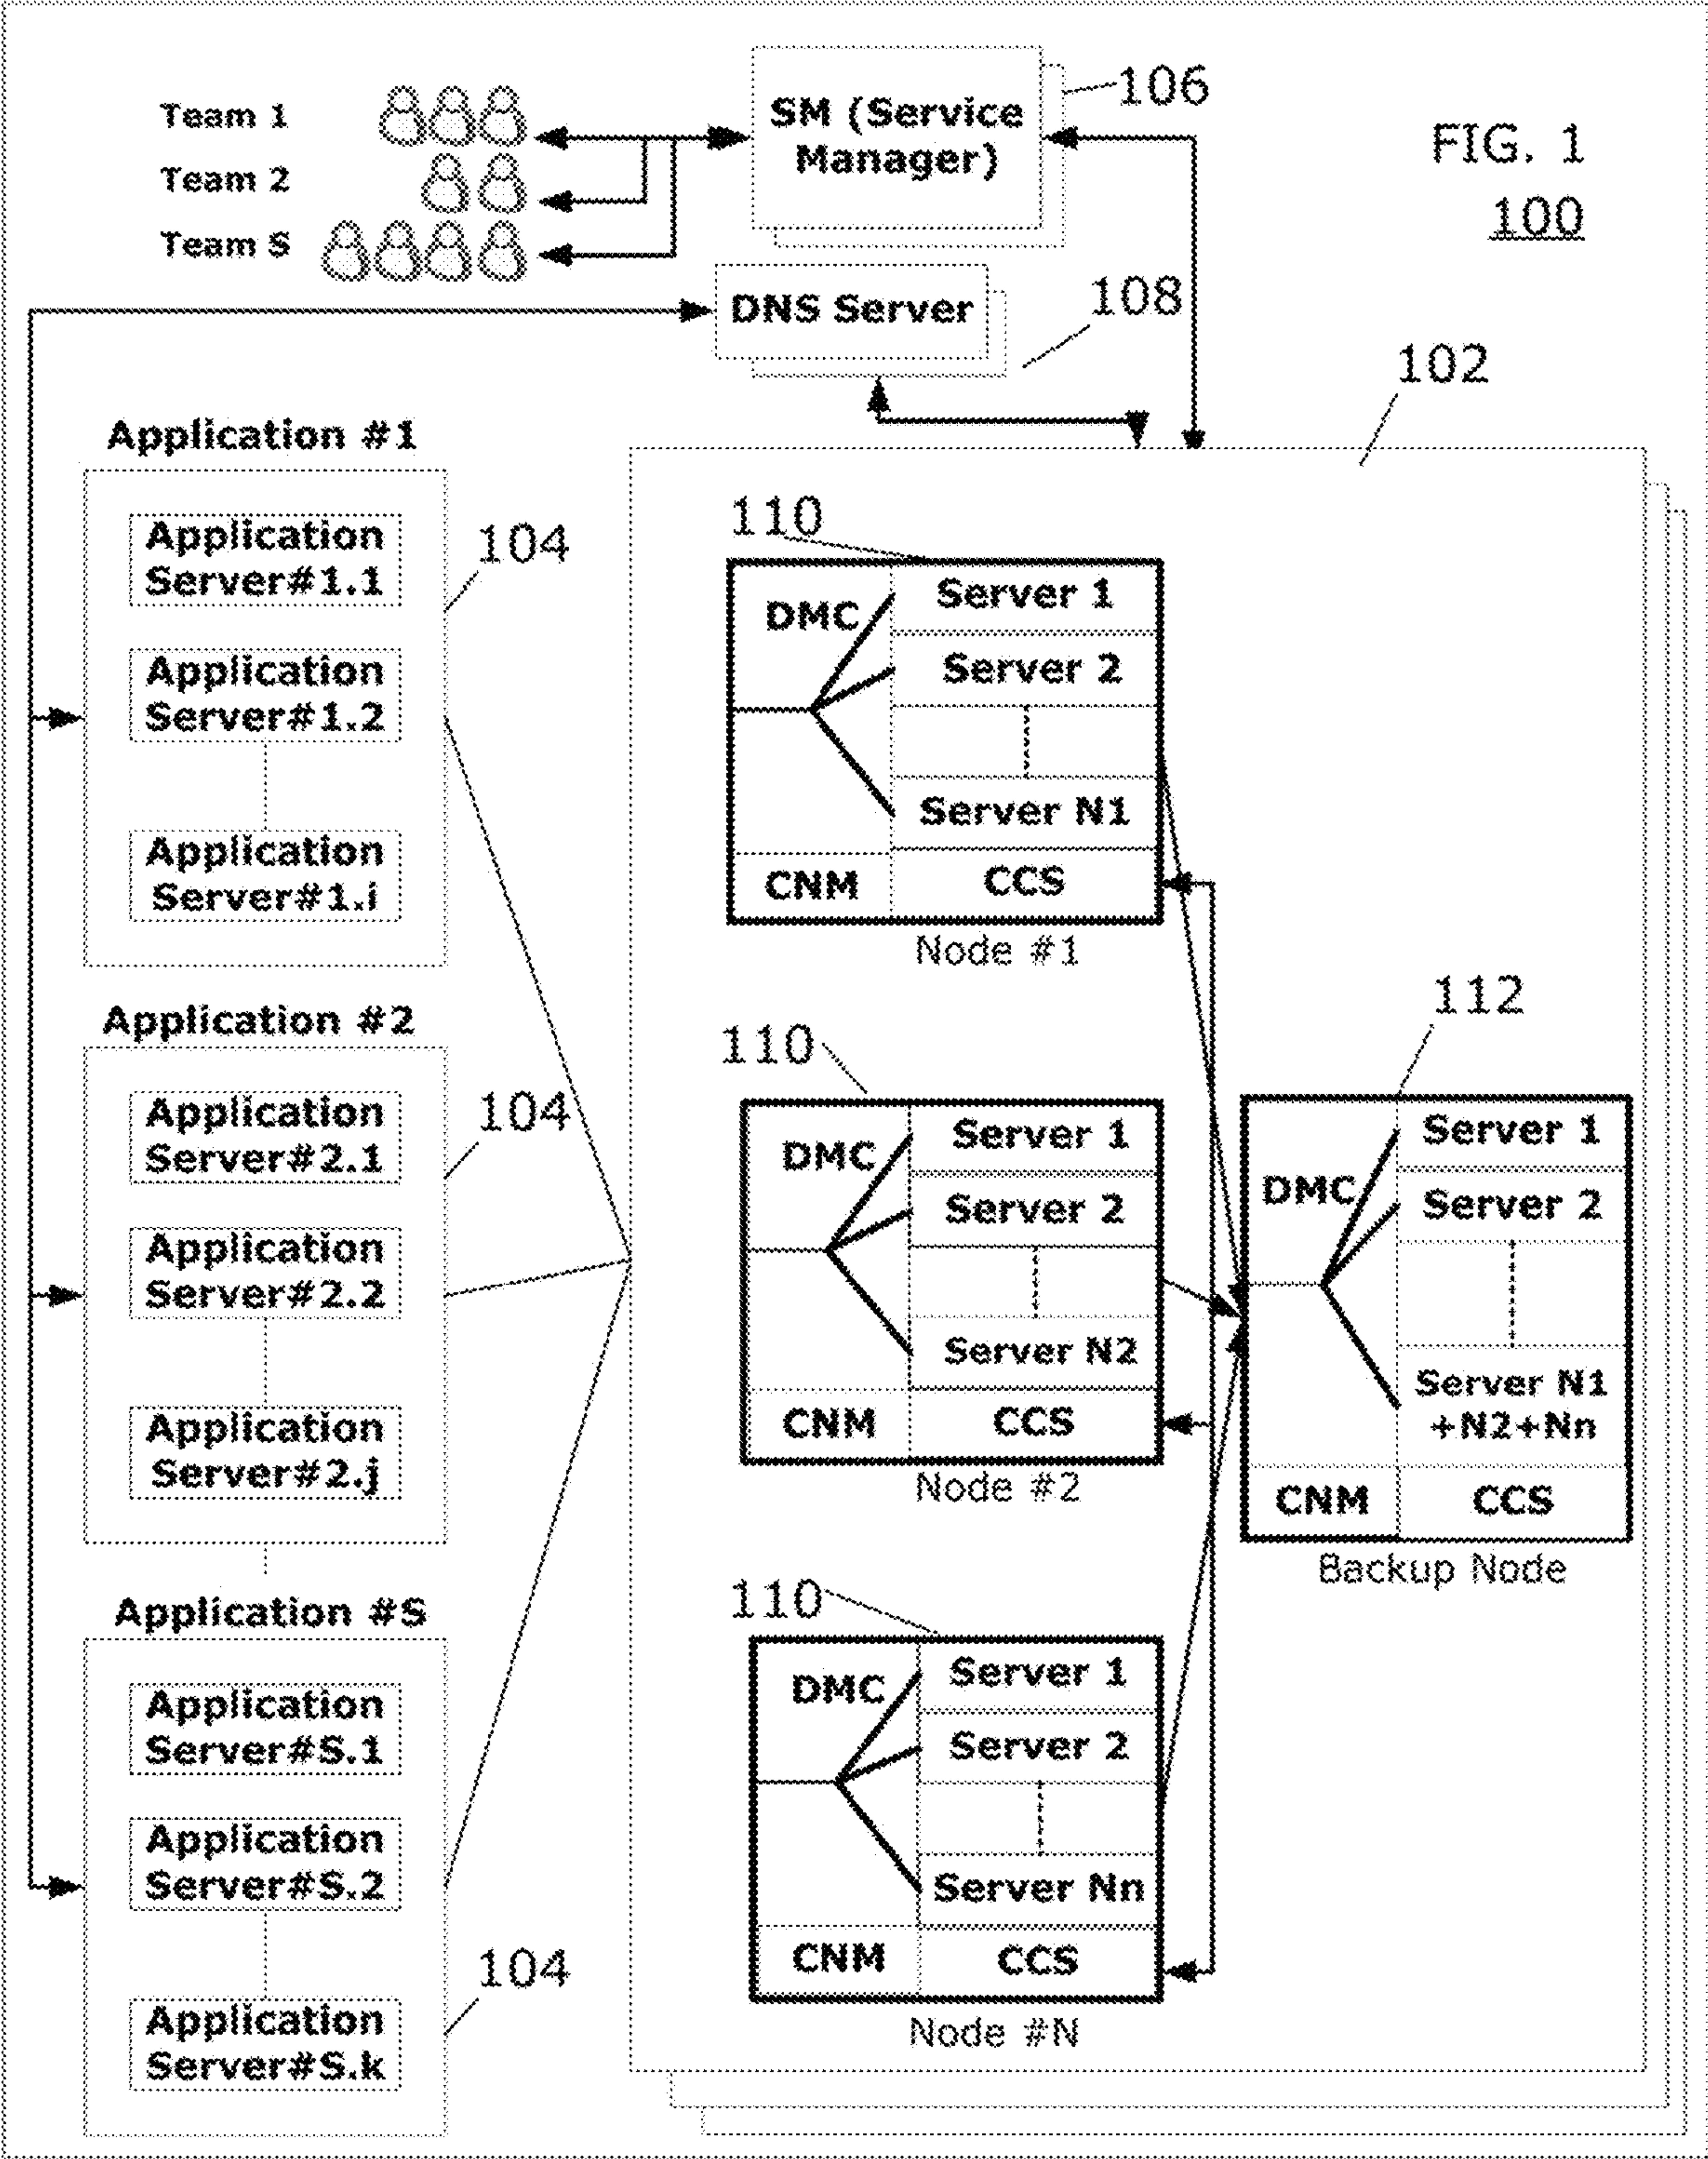 FIG. 1
100
Team 1
Team 2
Team S
SM (Service
Manager)
106
DNS Server
108
102
Application #1
Application
Server#1.1
Application
Server#1.2
Application
Server#1.i
104
Application #2
Application
Server#2.1
Application
Server#2.2
Application
Server#2.j
104
Application #S
Application
Server#S.1
Application
Server#S.2
Application
Server#S.k
104
110
DMC
Server 1
Server 2
Server N1
CNM
CCS
Node #1
110
DMC
Server 1
Server 2
Server N2
CNM
CCS
Node #2
110
DMC
Server 1
Server 2
Server Nn
CNM
CCS
Node #N
112
DMC
Server 1
Server 2
Server N1
+N2+Nn
CNM
CCS
Backup Node